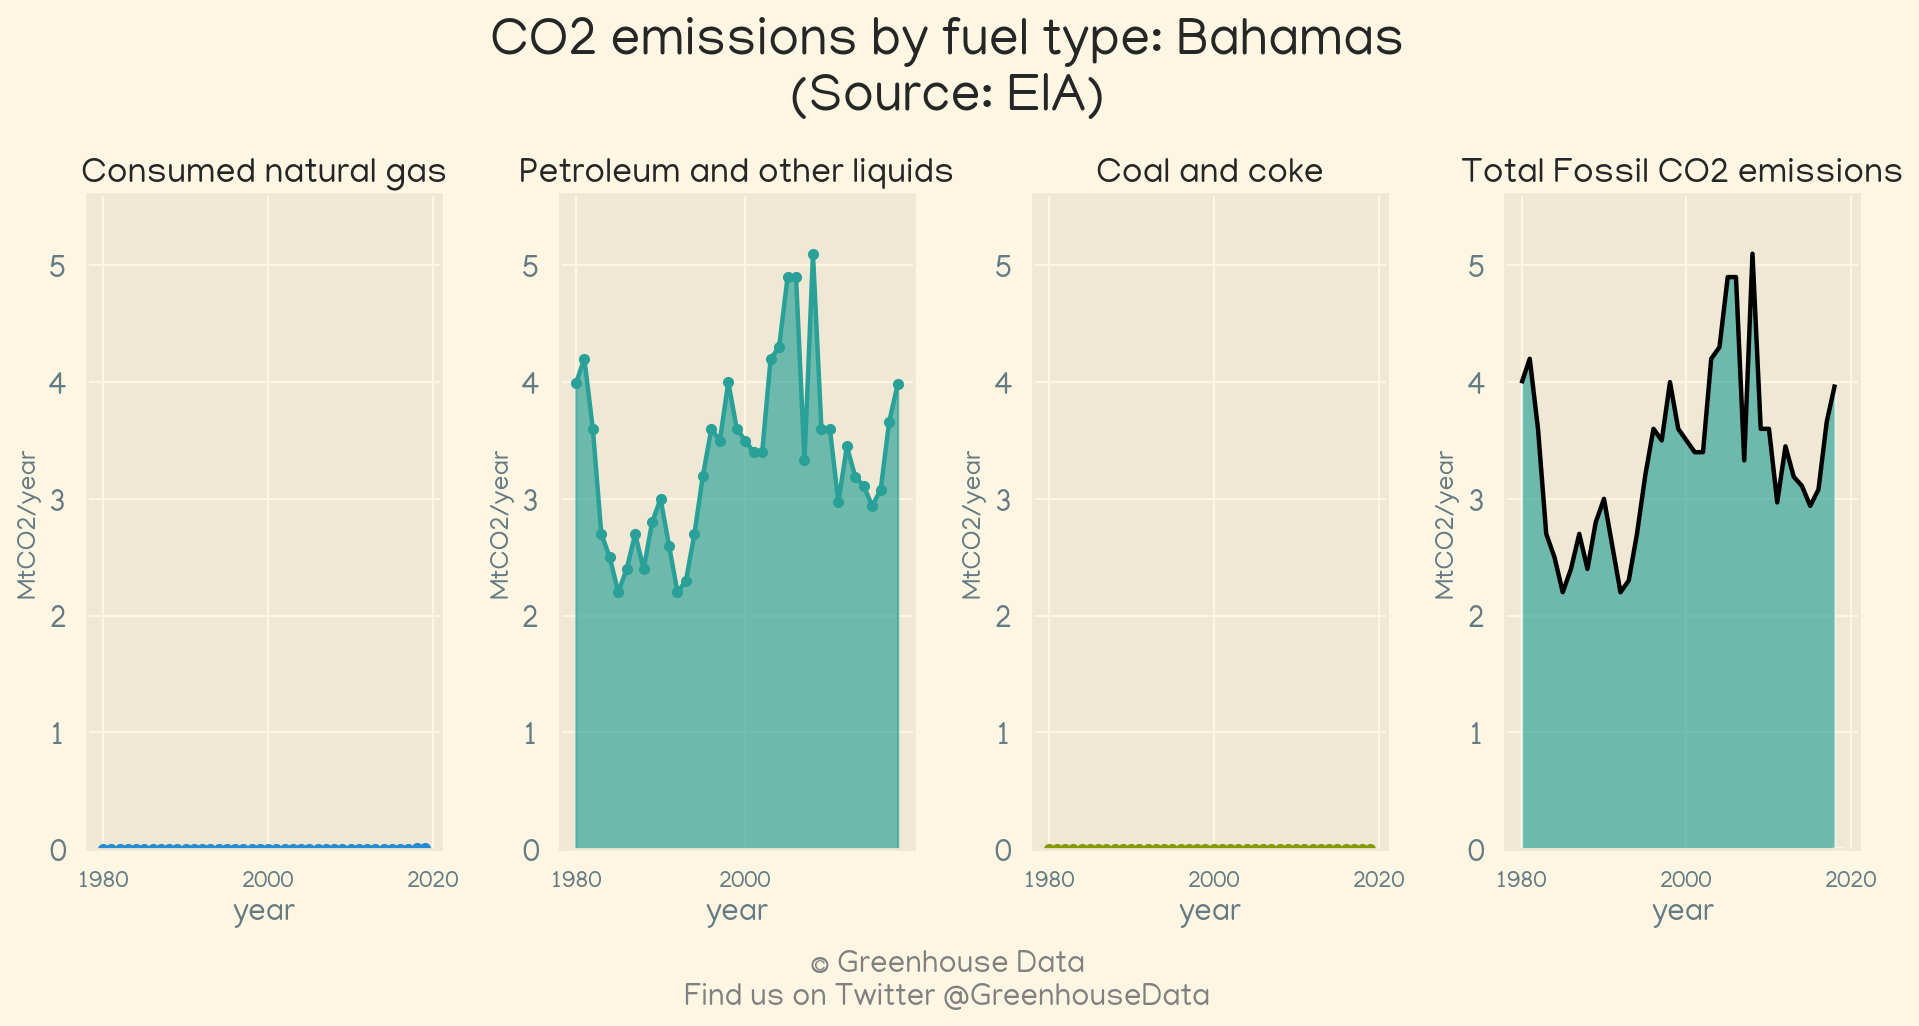 CO2 emissions by fuel type: Bahamas
(Source: EIA)
Consumed natural gas
Petroleum and other liquids
Coal and coke
Total Fossil CO2 emissions
MtCO2/year
5
4
3
2
1
0
1980
2000
2020
year
MtCO2/year
5
4
3
2
1
0
1980
2000
year
MtCO2/year
5
4
3
2
1
0
1980
2000
2020
year
MtCO2/year
5
4
3
2
1
0
1980
2000
2020
year
© Greenhouse Data
Find us on Twitter @GreenhouseData